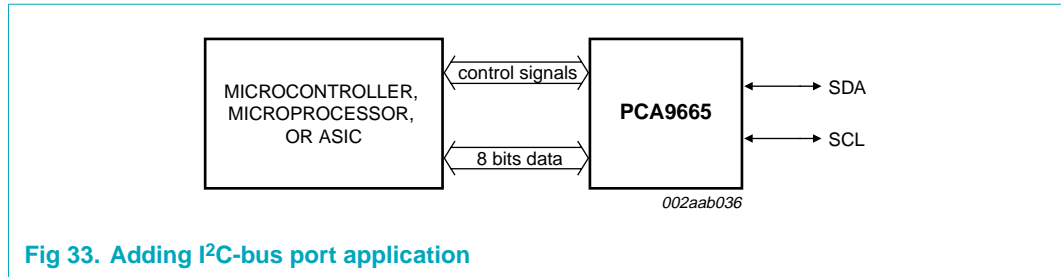 MICROCONTROLLER,
MICROPROCESSOR,
OR ASIC
control signals
8 bits data
PCA9665
SDA
SCL
002aab036
Fig 33. Adding I²C-bus port application